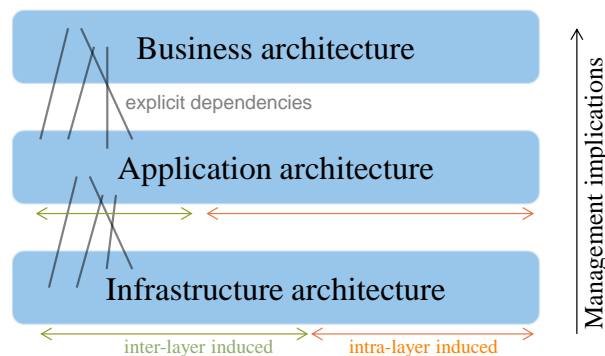 Business architecture
explicit dependencies
Application architecture
Infrastructure architecture
inter-layer induced
intra-layer induced
Management implications